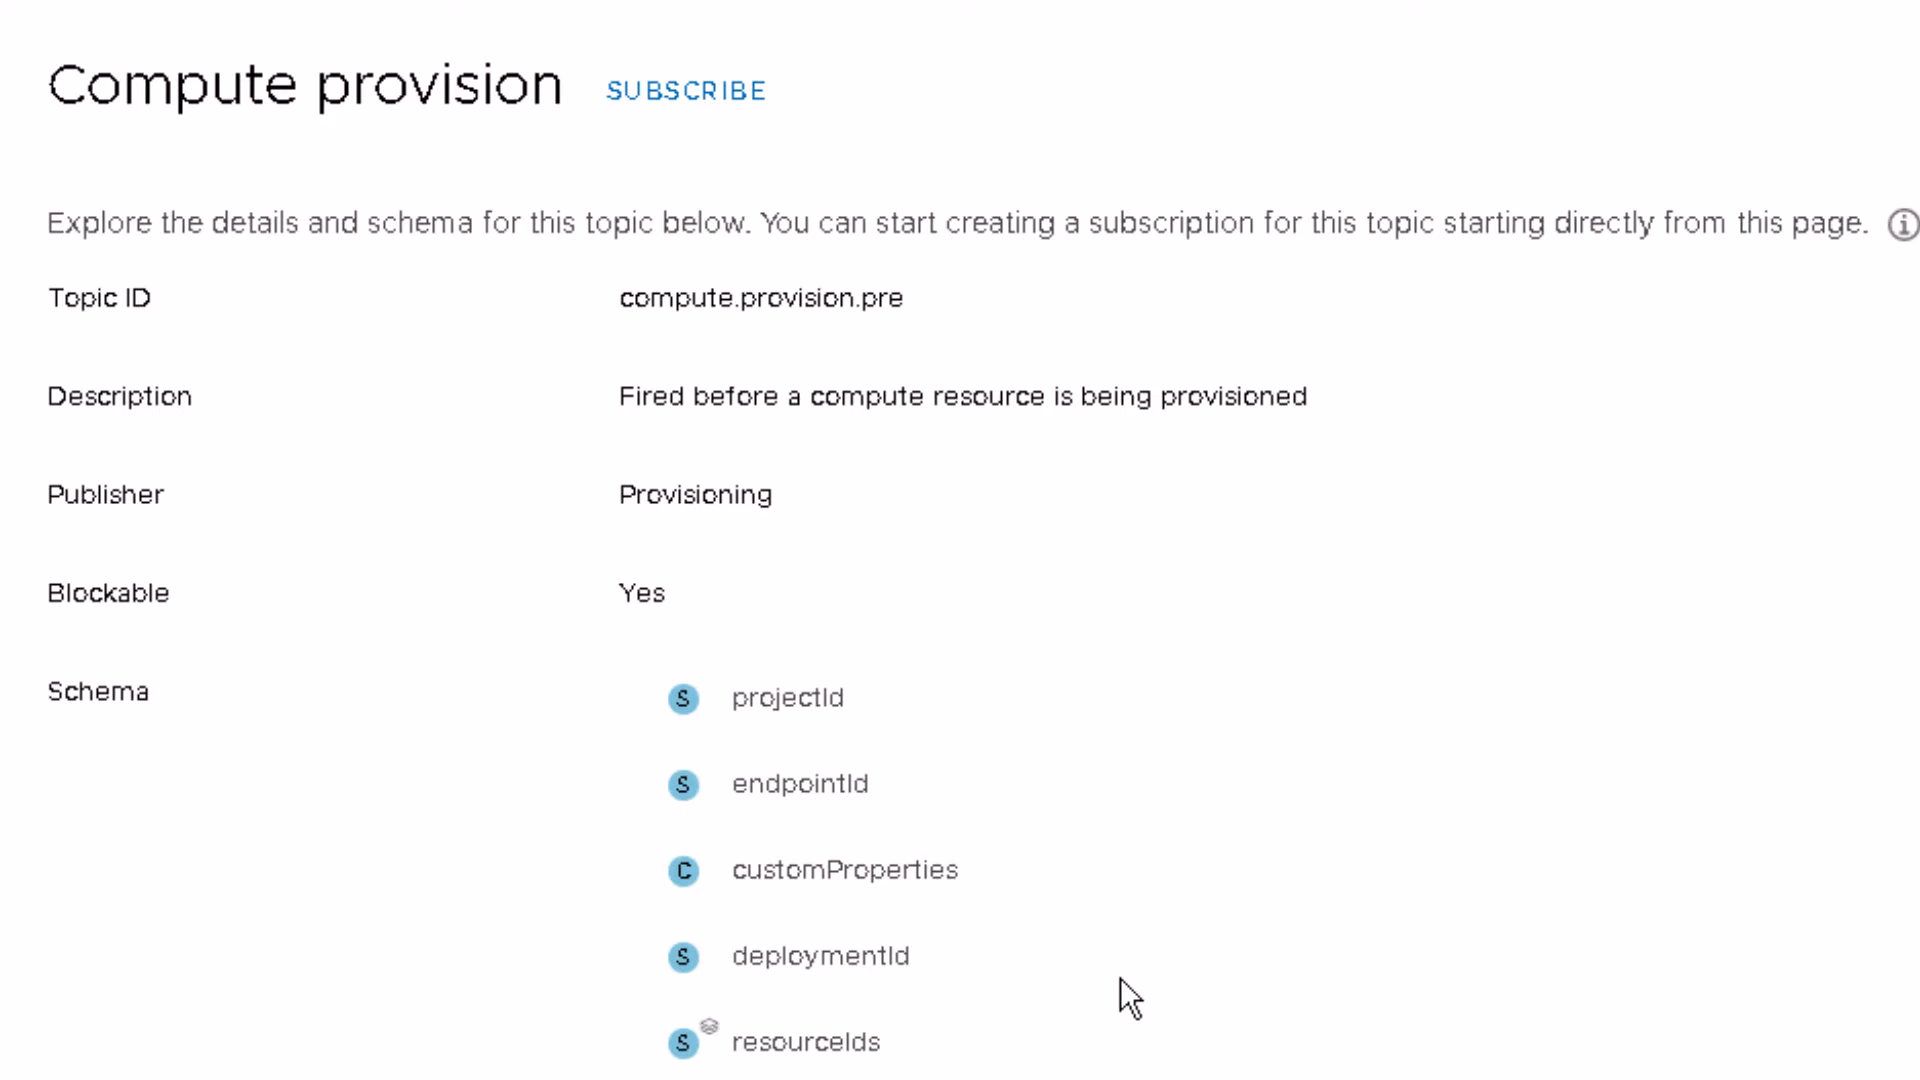 Compute provision SUBSCRIBE
Explore the details and schema for this topic below. You can start creating a subscription for this topic starting directly from this page.
Topic ID compute.provision.pre
Description Fired before a compute resource is being provisioned
Publisher Provisioning
Blockable Yes
Schema S projectId
S endpointId
C customProperties
S deploymentId
S resourceIds